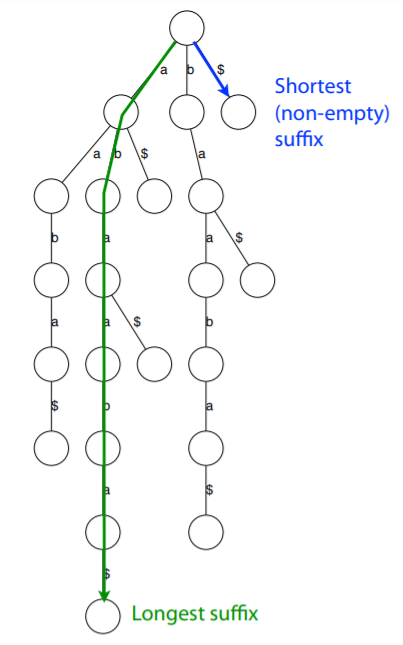 a b $
Shortest
(non-empty)
suffix
a b $ a
b a a $
a a $ b
$ b a
a $
$
Longest suffix